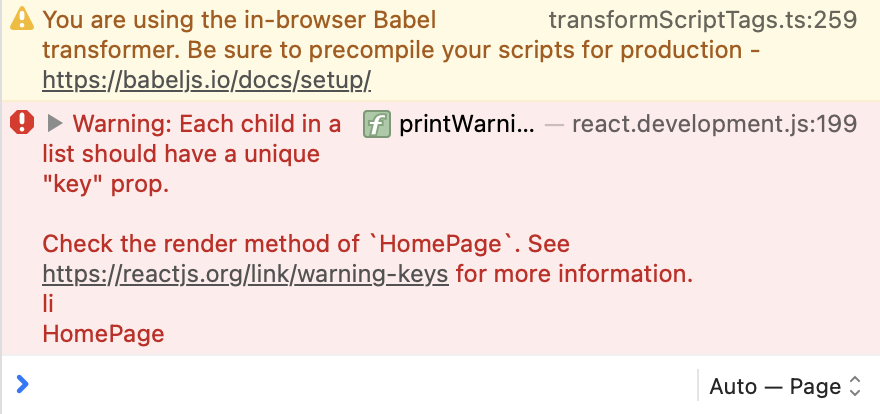 You are using the in-browser Babel transformScriptTags.ts:259
transformer. Be sure to precompile your scripts for production -
https://babeljs.io/docs/setup/
Warning: Each child in a f printWarni... — react.development.js:199
list should have a unique
"key" prop.
Check the render method of `HomePage`. See
https://reactjs.org/link/warning-keys for more information.
li
HomePage
Auto — Page